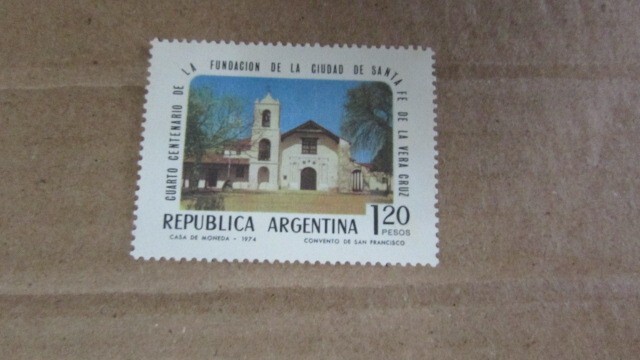 CUARTO CENTENARIO DE LA FUNDACION DE LA CIUDAD DE SANTA FE DE LA VERA CRUZ
REPUBLICA ARGENTINA 1.20
PESOS
CASA DE MONEDA - 1974 CONVENTO DE SAN FRANCISCO